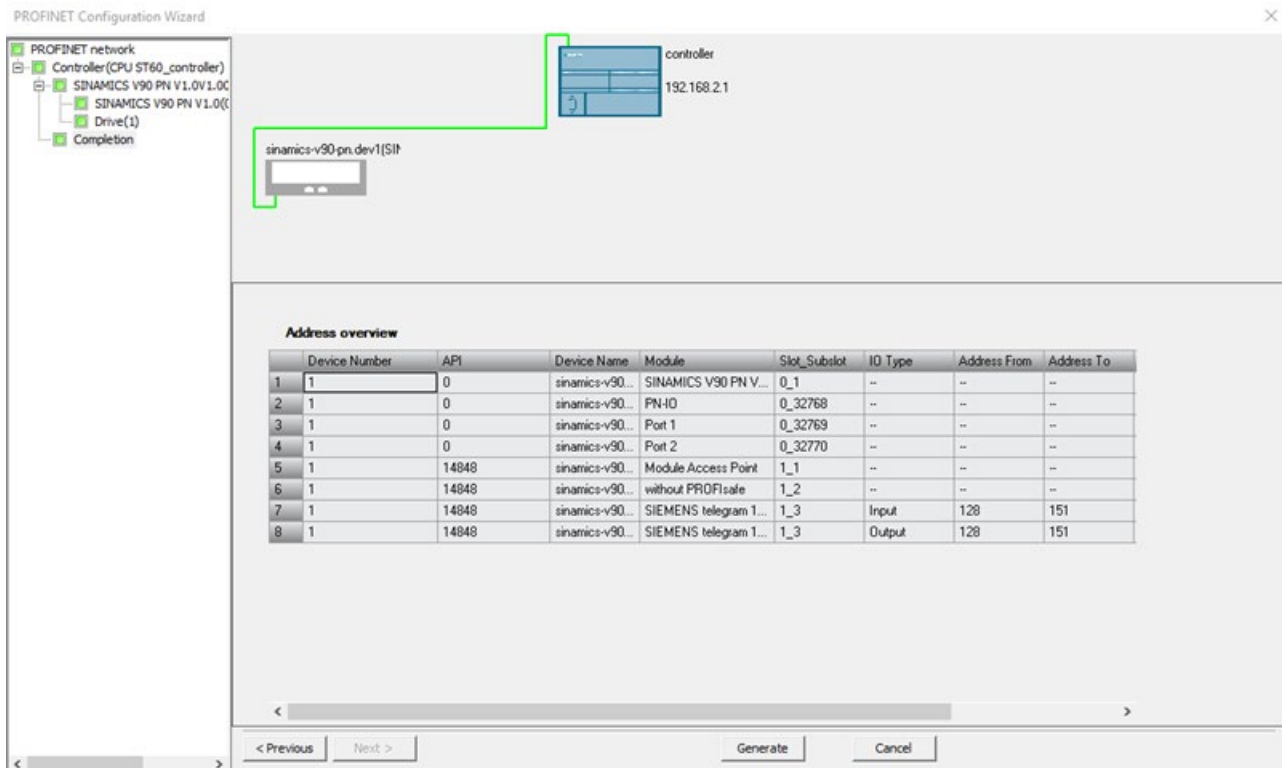 PROFINET Configuration Wizard
PROFINET network
Controller(CPU ST60_controller)
SINAMICS V90 PN V1.0V1.0(
SINAMICS V90 PN V1.0((
Drive(1)
Completion
controller
192.168.2.1
sinamics-v90-pn.dev1(SIN
Address overview
Device Number API Device Name Module Slot_Subslot IO Type Address From Address To
1 1 0 sinamics-v90... SINAMICS V90 PN V... 0_1 -- -- --
2 1 0 sinamics-v90... PN-IO 0_32768 -- -- --
3 1 0 sinamics-v90... Port 1 0_32769 -- -- --
4 1 0 sinamics-v90... Port 2 0_32770 -- -- --
5 1 14848 sinamics-v90... Module Access Point 1_1 -- -- --
6 1 14848 sinamics-v90... without PROFIsafe 1_2 -- -- --
7 1 14848 sinamics-v90... SIEMENS telegram 1... 1_3 Input 128 151
8 1 14848 sinamics-v90... SIEMENS telegram 1... 1_3 Output 128 151
< Previous Next > Generate Cancel